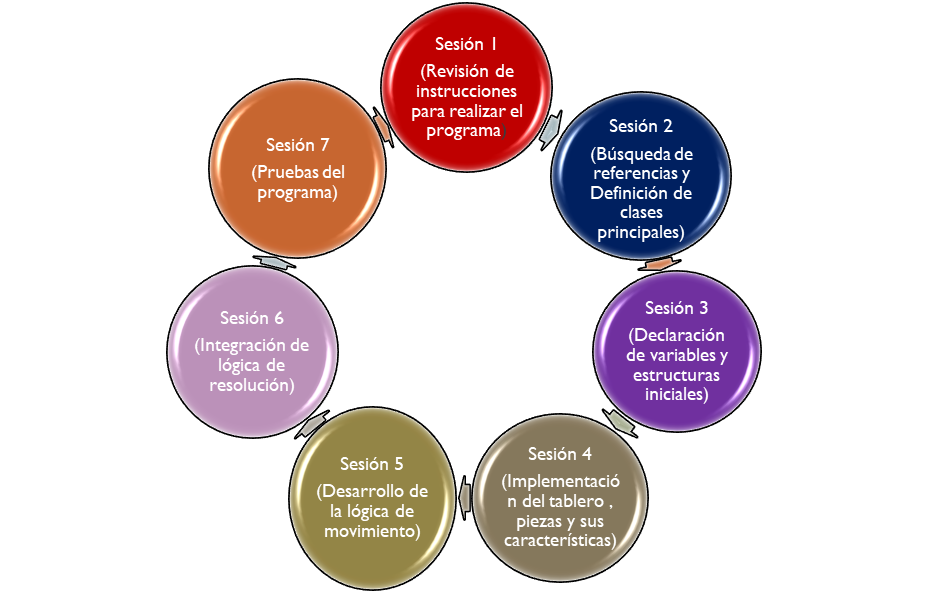 Sesión 1
(Revisión de
instrucciones
para realizar el
programa)
Sesión 2
(Búsqueda de
referencias y
Definición de
clases
principales)
Sesión 3
(Declaración
de variables y
estructuras
iniciales)
Sesión 4
(Implementació
n del tablero ,
piezas y sus
características)
Sesión 5
(Desarrollo de
la lógica de
movimiento)
Sesión 6
(Integración de
lógica de
resolución)
Sesión 7
(Pruebas del
programa)